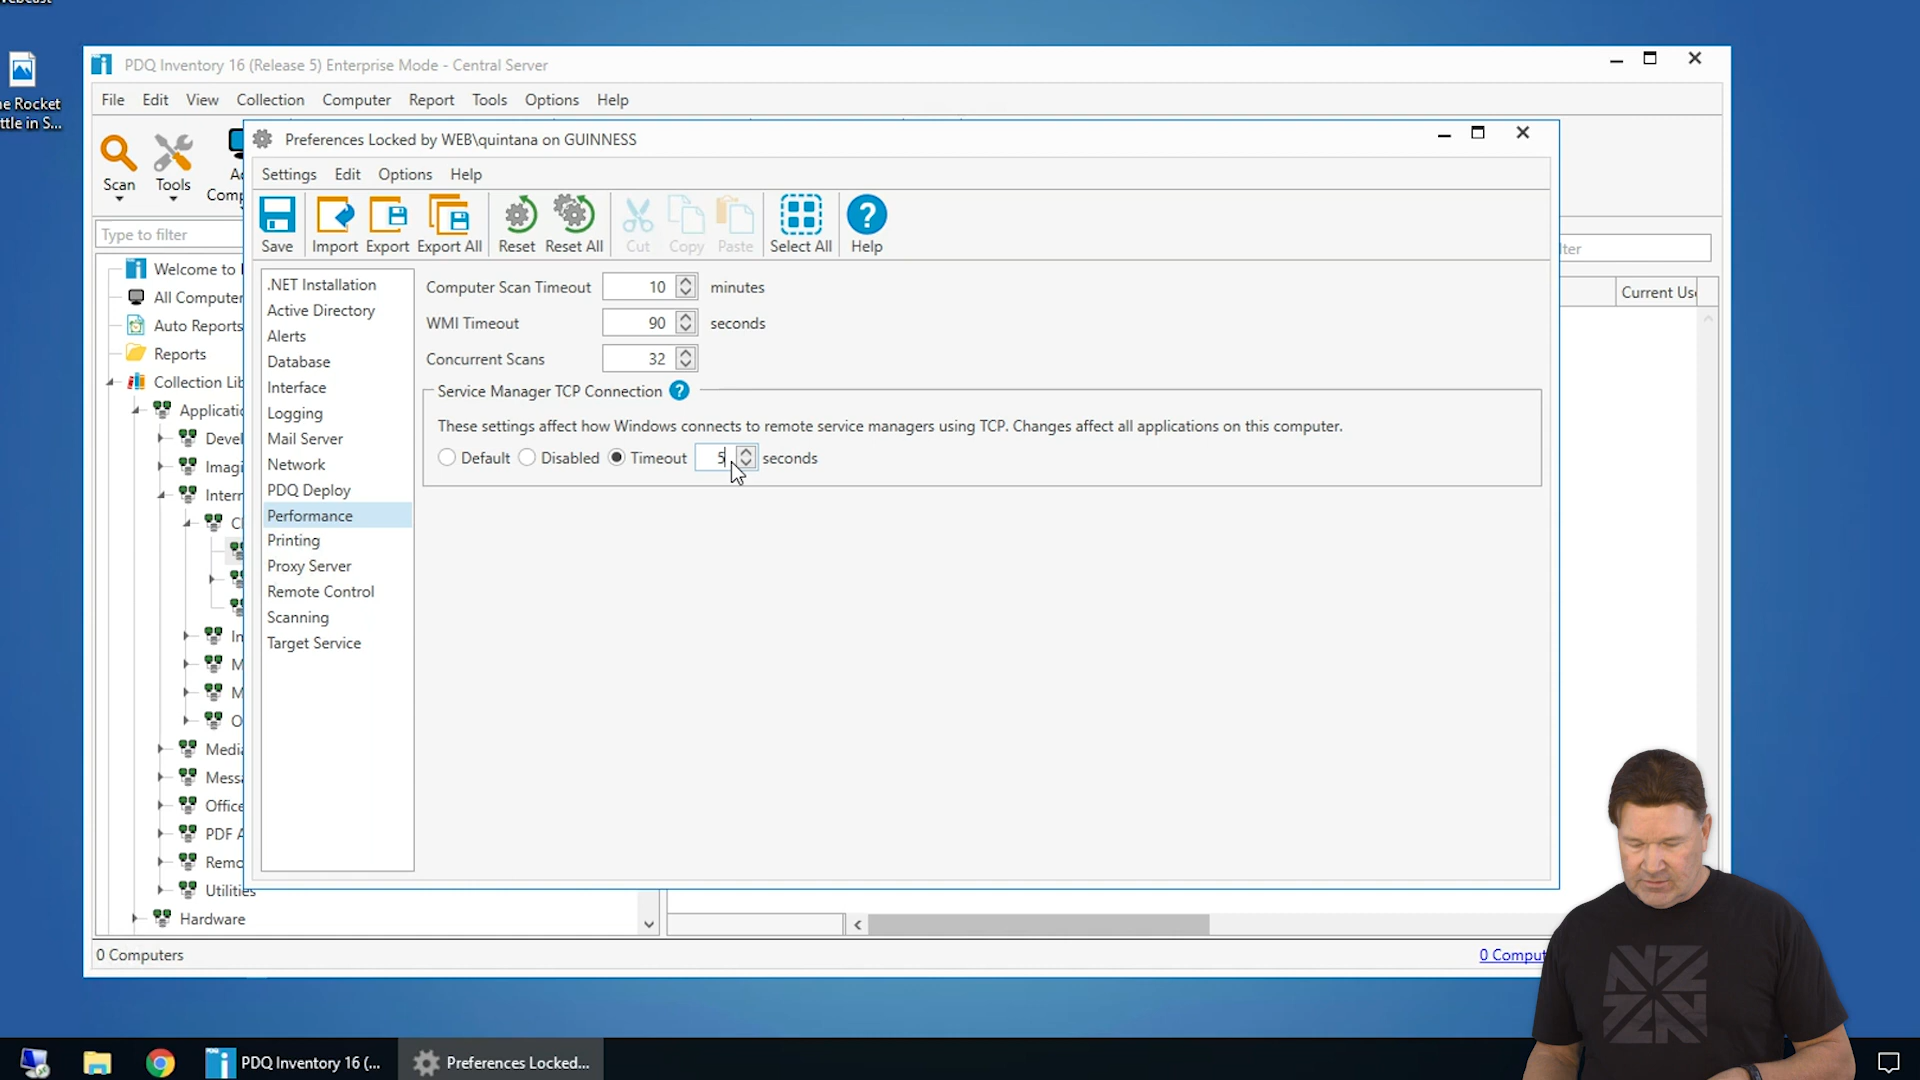 PDQ Inventory 16 (Release 5) Enterprise Mode - Central Server
he Rocket
ttle in S...
File Edit View Collection Computer Report Tools Options Help
Preferences Locked by WEB\quintana on GUINNESS
Settings Edit Options Help
Scan
Tools
Save Import Export Export All Reset Reset All Cut Copy Paste Select All Help
Type to filter
.NET Installation
Active Directory
Alerts
Database
Interface
Logging
Mail Server
Network
PDQ Deploy
Performance
Printing
Proxy Server
Remote Control
Scanning
Target Service
Computer Scan Timeout 10 minutes
WMI Timeout 90 seconds
Concurrent Scans 32
Service Manager TCP Connection ?
These settings affect how Windows connects to remote service managers using TCP. Changes affect all applications on this computer.
Default Disabled Timeout 5 seconds
Current Us
Welcome to
All Computer
Auto Reports
Reports
Collection Lib
Applicatio
Devel
Imagi
Intern
Media
Messa
Office
PDF A
Remo
Utilities
Hardware
0 Computers
0 Comput
PDQ Inventory 16 (...
Preferences Locked...